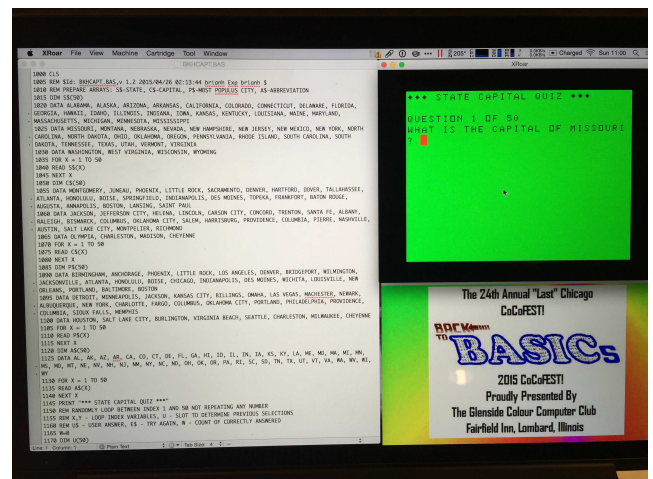 XRoar File View Machine Cartridge Tool Window
205° Charged Sun 11:00
BKHCAPT.BAS
1000 CLS
1005 REM $Id: BKHCAPT.BAS,v 1.2 2015/04/26 02:13:44 brionh Exp brionh $
1010 REM PREPARE ARRAYS: S$-STATE, C$-CAPITAL, P$-MOST POPULUS CITY, A$-ABBREVIATION
1015 DIM S$(50)
1020 DATA ALABAMA, ALASKA, ARIZONA, ARKANSAS, CALIFORNIA, COLORADO, CONNECTICUT, DELAWARE, FLORIDA,
GEORGIA, HAWAII, IDAHO, ILLINOIS, INDIANA, IOWA, KANSAS, KENTUCKY, LOUISIANA, MAINE, MARYLAND,
MASSACHUSETTS, MICHIGAN, MINNESOTA, MISSISSIPPI
1025 DATA MISSOURI, MONTANA, NEBRASKA, NEVADA, NEW HAMPSHIRE, NEW JERSEY, NEW MEXICO, NEW YORK, NORTH
CAROLINA, NORTH DAKOTA, OHIO, OKLAHOMA, OREGON, PENNSYLVANIA, RHODE ISLAND, SOUTH CAROLINA, SOUTH
DAKOTA, TENNESSEE, TEXAS, UTAH, VERMONT, VIRGINIA
1030 DATA WASHINGTON, WEST VIRGINIA, WISCONSIN, WYOMING
1035 FOR X = 1 TO 50
1040 READ S$(X)
1045 NEXT X
1050 DIM C$(50)
1055 DATA MONTGOMERY, JUNEAU, PHOENIX, LITTLE ROCK, SACRAMENTO, DENVER, HARTFORD, DOVER, TALLAHASSEE,
ATLANTA, HONOLULU, BOISE, SPRINGFIELD, INDIANAPOLIS, DES MOINES, TOPEKA, FRANKFORT, BATON ROUGE,
AUGUSTA, ANNAPOLIS, BOSTON, LANSING, SAINT PAUL
1060 DATA JACKSON, JEFFERSON CITY, HELENA, LINCOLN, CARSON CITY, CONCORD, TRENTON, SANTA FE, ALBANY,
RALEIGH, BISMARCK, COLUMBUS, OKLAHOMA CITY, SALEM, HARRISBURG, PROVIDENCE, COLUMBIA, PIERRE, NASHVILLE,
AUSTIN, SALT LAKE CITY, MONTPELIER, RICHMOND
1065 DATA OLYMPIA, CHARLESTON, MADISON, CHEYENNE
1070 FOR X = 1 TO 50
1075 READ C$(X)
1080 NEXT X
1085 DIM P$(50)
1090 DATA BIRMINGHAM, ANCHORAGE, PHOENIX, LITTLE ROCK, LOS ANGELES, DENVER, BRIDGEPORT, WILMINGTON,
JACKSONVILLE, ATLANTA, HONOLULU, BOISE, CHICAGO, INDIANAPOLIS, DES MOINES, WICHITA, LOUISVILLE, NEW
ORLEANS, PORTLAND, BALTIMORE, BOSTON
1095 DATA DETROIT, MINNEAPOLIS, JACKSON, KANSAS CITY, BILLINGS, OMAHA, LAS VEGAS, MACHESTER, NEWARK,
ALBUQUERQUE, NEW YORK, CHARLOTTE, FARGO, COLUMBUS, OKLAHOMA CITY, PORTLAND, PHILADELPHIA, PROVIDENCE,
COLUMBIA, SIOUX FALLS, MEMPHIS
1100 DATA HOUSTON, SALT LAKE CITY, BURLINGTON, VIRGINIA BEACH, SEATTLE, CHARLESTON, MILWAUKEE, CHEYENNE
1105 FOR X = 1 TO 50
1110 READ P$(X)
1115 NEXT X
1120 DIM A$(50)
1125 DATA AL, AK, AZ, AR, CA, CO, CT, DE, FL, GA, HI, ID, IL, IN, IA, KS, KY, LA, ME, MD, MA, MI, MN,
MS, MO, MT, NE, NV, NH, NJ, NM, NY, NC, ND, OH, OK, OR, PA, RI, SC, SD, TN, TX, UT, VT, VA, WA, WV, WI,
WY
1130 FOR X = 1 TO 50
1135 READ A$(X)
1140 NEXT X
1145 PRINT "*** STATE CAPITAL QUIZ ***"
1150 REM RANDOMLY LOOP BETWEEN INDEX 1 AND 50 NOT REPEATING ANY NUMBER
1155 REM X,Y - LOOP INDEX VARIABLES, U - SLOT TO DETERMINE PREVIOUS SELECTIONS
1160 REM U$ - USER ANSWER, E$ - TRY AGAIN, W - COUNT OF CORRECTLY ANSWERED
1165 W=0
1170 DIM U(50)
Line: 1 Column: 1 Plain Text Tab Size: 4
XRoar
*** STATE CAPITAL QUIZ ***
QUESTION 1 OF 50
WHAT IS THE CAPITAL OF MISSOURI
?
The 24th Annual "Last" Chicago
CoCoFEST!
BACK
TO BASICs
2015 CoCoFEST!
Proudly Presented By
The Glenside Colour Computer Club
Fairfield Inn, Lombard, Illinois